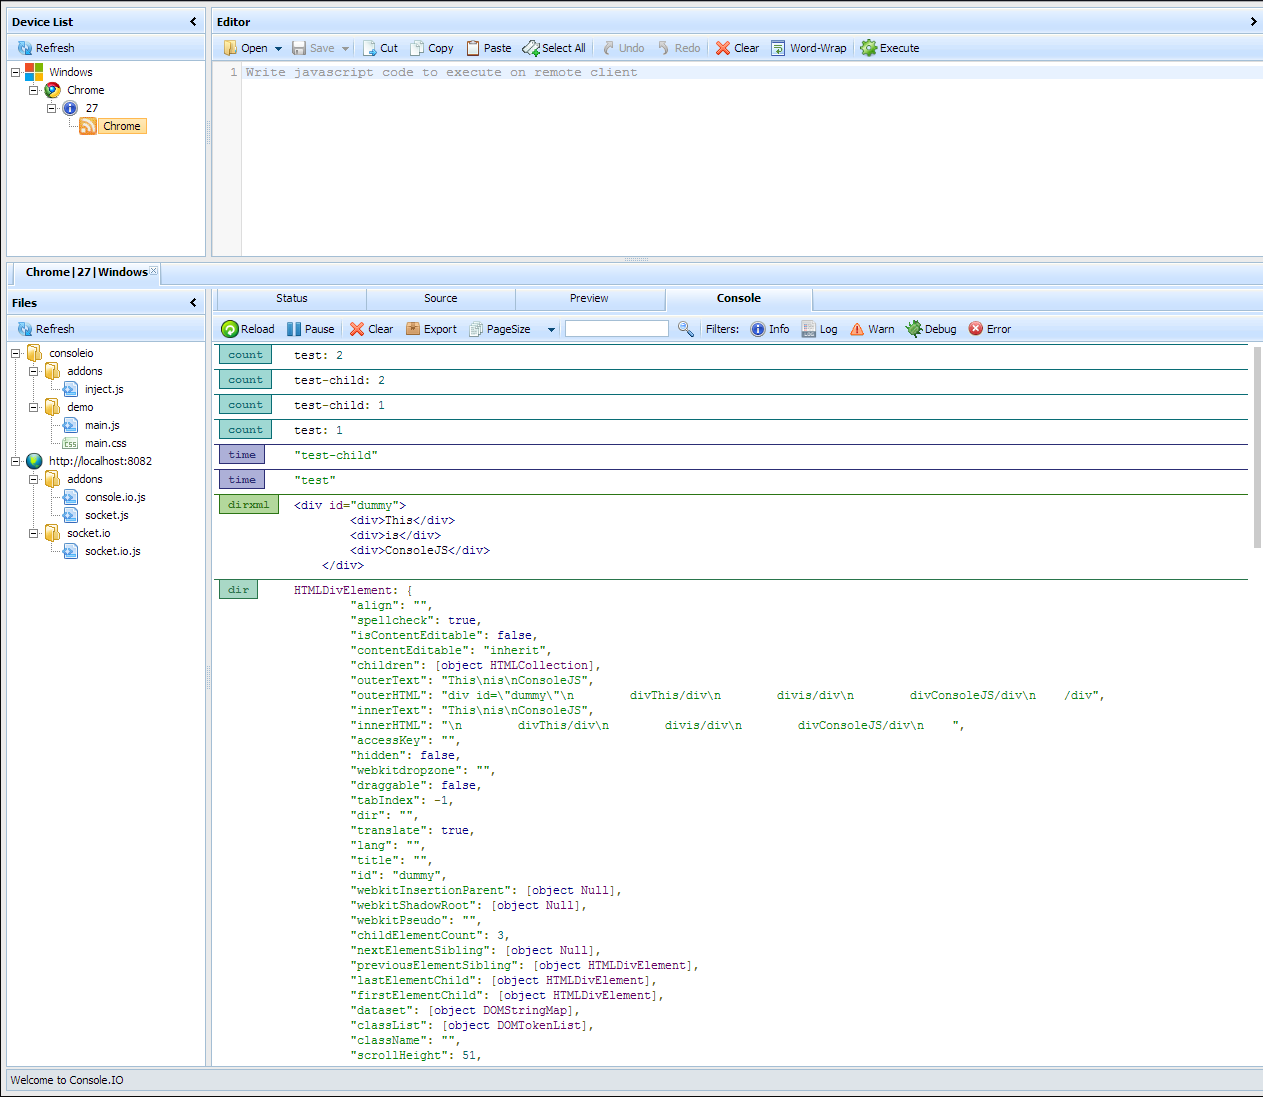 Device List
Refresh
Windows
Chrome
27
Chrome
Editor
Open Save Cut Copy Paste Select All Undo Redo Clear Word-Wrap Execute
1 Write javascript code to execute on remote client
Chrome|27|Windows
Files
Refresh
consoleio
addons
inject.js
demo
main.js
main.css
http://localhost:8082
addons
console.io.js
socket.js
socket.io
socket.io.js
Status Source Preview Console
Reload Pause Clear Export PageSize Filters: Info Log Warn Debug Error
count test: 2
count test-child: 2
count test-child: 1
count test: 1
time "test-child"
time "test"
dirxml <div id="dummy">
<div>This</div>
<div>is</div>
<div>ConsoleJS</div>
</div>
dir HTMLDivElement: {
"align": "",
"spellcheck": true,
"isContentEditable": false,
"contentEditable": "inherit",
"children": [object HTMLCollection],
"outerText": "This\nis\nConsoleJS",
"outerHTML": "div id=\"dummy\"\n divThis/div\n divis/div\n divConsoleJS/div\n /div",
"innerText": "This\nis\nConsoleJS",
"innerHTML": "\n divThis/div\n divis/div\n divConsoleJS/div\n ",
"accessKey": "",
"hidden": false,
"webkitdropzone": "",
"draggable": false,
"tabIndex": -1,
"dir": "",
"translate": true,
"lang": "",
"title": "",
"id": "dummy",
"webkitInsertionParent": [object Null],
"webkitShadowRoot": [object Null],
"webkitPseudo": "",
"childElementCount": 3,
"nextElementSibling": [object Null],
"previousElementSibling": [object HTMLDivElement],
"lastElementChild": [object HTMLDivElement],
"firstElementChild": [object HTMLDivElement],
"dataset": [object DOMStringMap],
"classList": [object DOMTokenList],
"className": "",
"scrollHeight": 51,
Welcome to Console.IO